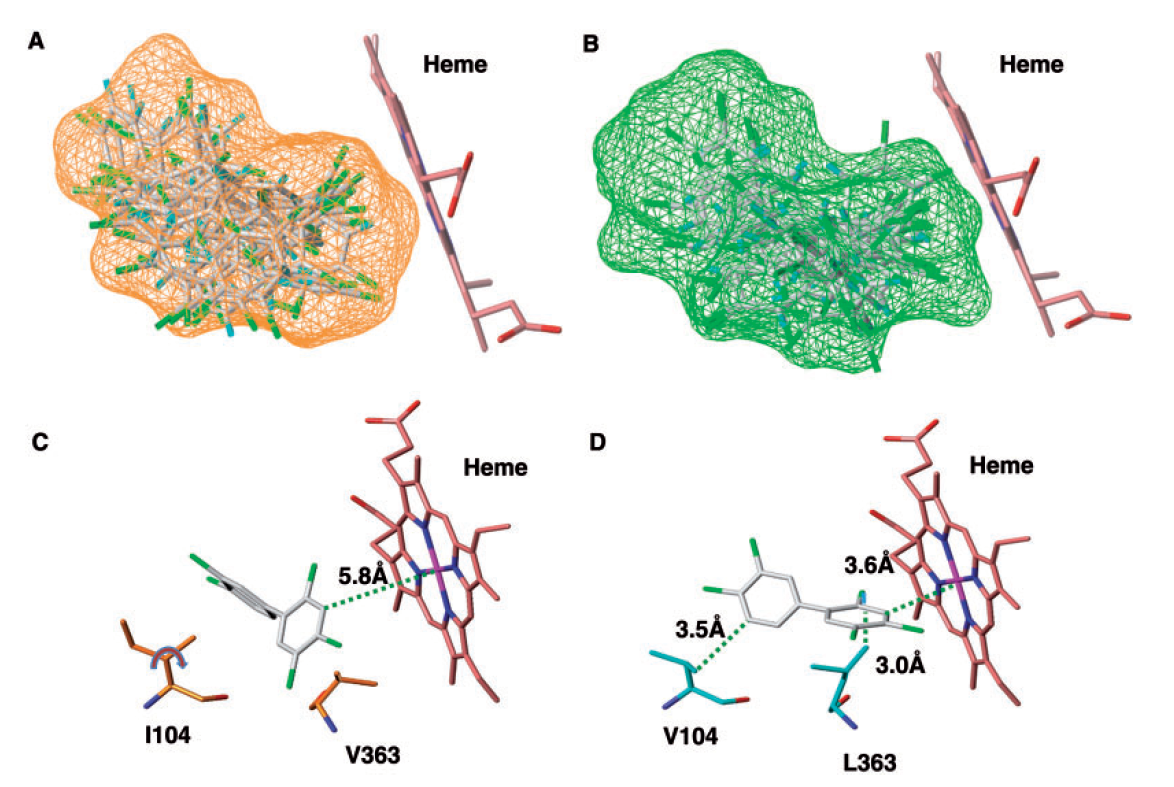 A
Heme
B
Heme
C
Heme
5.8Å
I104
V363
D
Heme
3.6Å
3.5Å
3.0Å
V104
L363